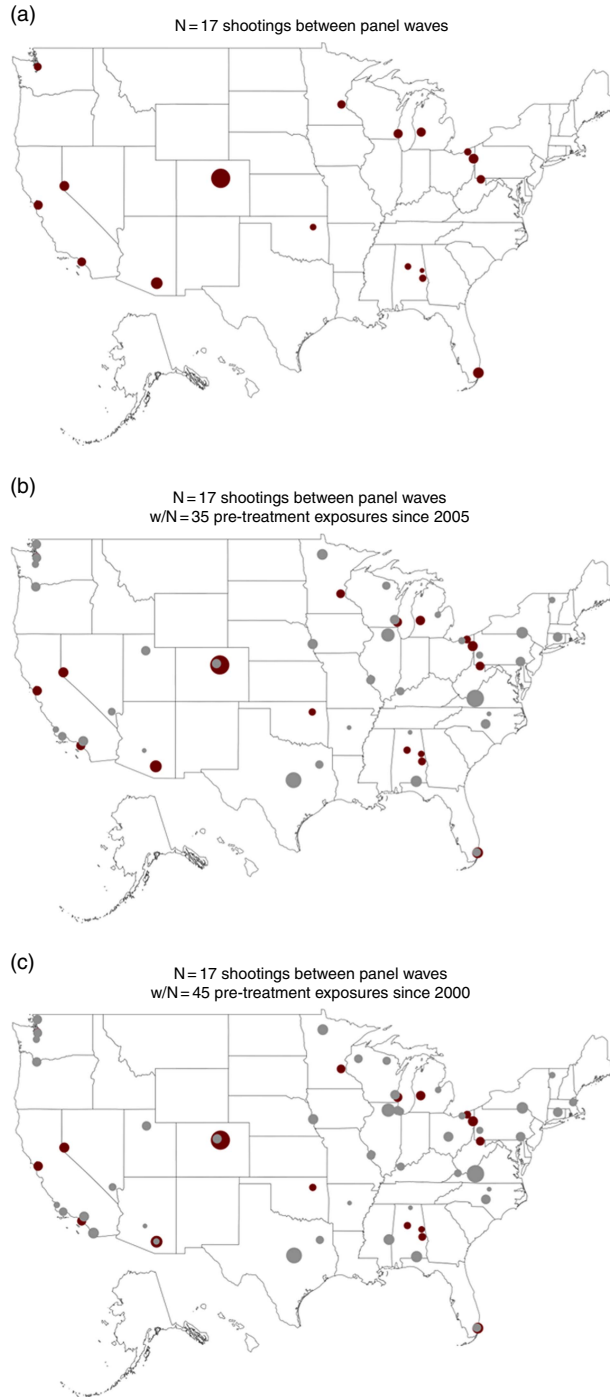 (a)
N = 17 shootings between panel waves
(b)
N = 17 shootings between panel waves
w/N = 35 pre-treatment exposures since 2005
(c)
N = 17 shootings between panel waves
w/N = 45 pre-treatment exposures since 2000